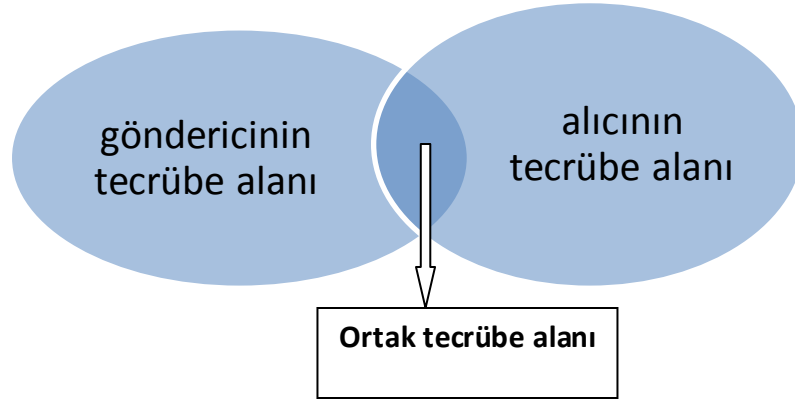 göndericinin
tecrübe alanı
alıcının
tecrübe alanı
Ortak tecrübe alanı